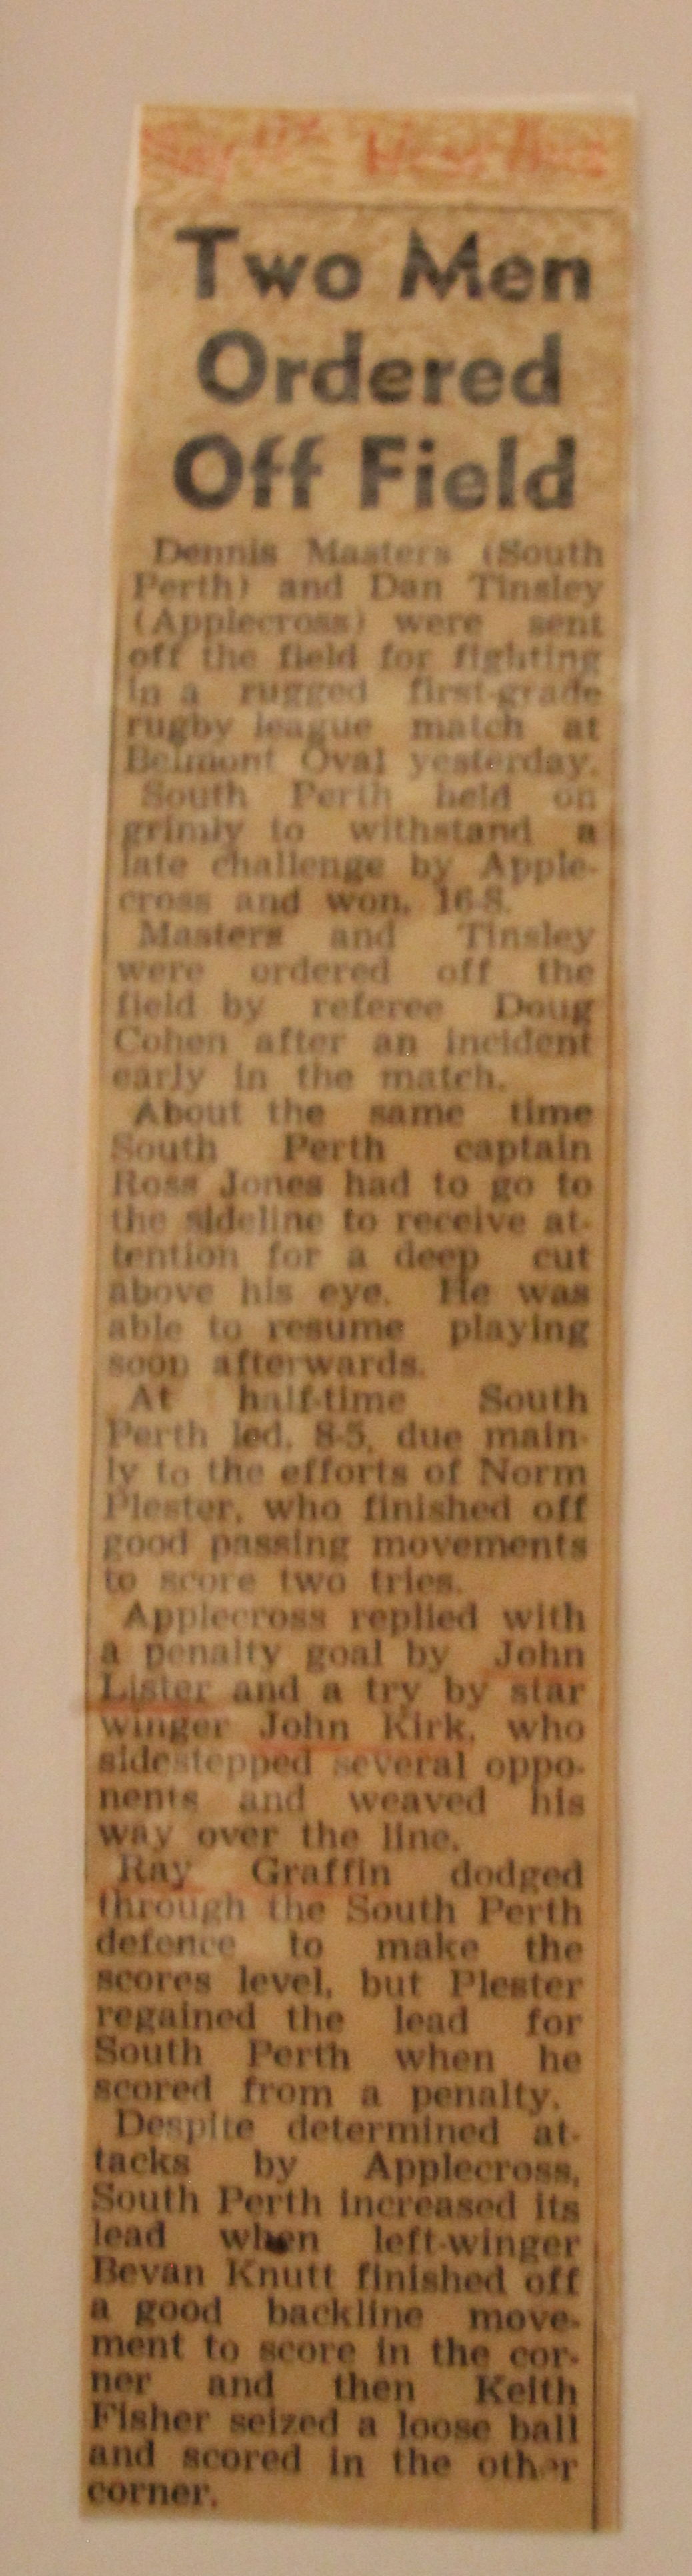 Two Men
Ordered
Off Field
Dennis Masters (South
Perth) and Dan Tinsley
(Applecross) were sent
off the field for fighting
in a rugged first-grade
rugby league match at
Belmont Oval yesterday.
South Perth held on
grimly to withstand a
late challenge by Apple-
cross and won, 16-8.
Masters and Tinsley
were ordered off the
field by referee Doug
Cohen after an incident
early in the match.
About the same time
South Perth captain
Ross Jones had to go to
the sideline to receive at-
tention for a deep cut
above his eye. He was
able to resume playing
soon afterwards.
At half-time South
Perth led, 8-5, due main-
ly to the efforts of Norm
Plester, who finished off
good passing movements
to score two tries.
Applecross replied with
a penalty goal by John
Lister and a try by star
winger John Kirk, who
sidestepped several oppo-
nents and weaved his
way over the line.
Ray Graffin dodged
through the South Perth
defence to make the
scores level, but Plester
regained the lead for
South Perth when he
scored from a penalty.
Despite determined at-
tacks by Applecross,
South Perth increased its
lead when left-winger
Bevan Knutt finished off
a good backline move-
ment to score in the cor-
ner and then Keith
Fisher seized a loose ball
and scored in the other
corner.